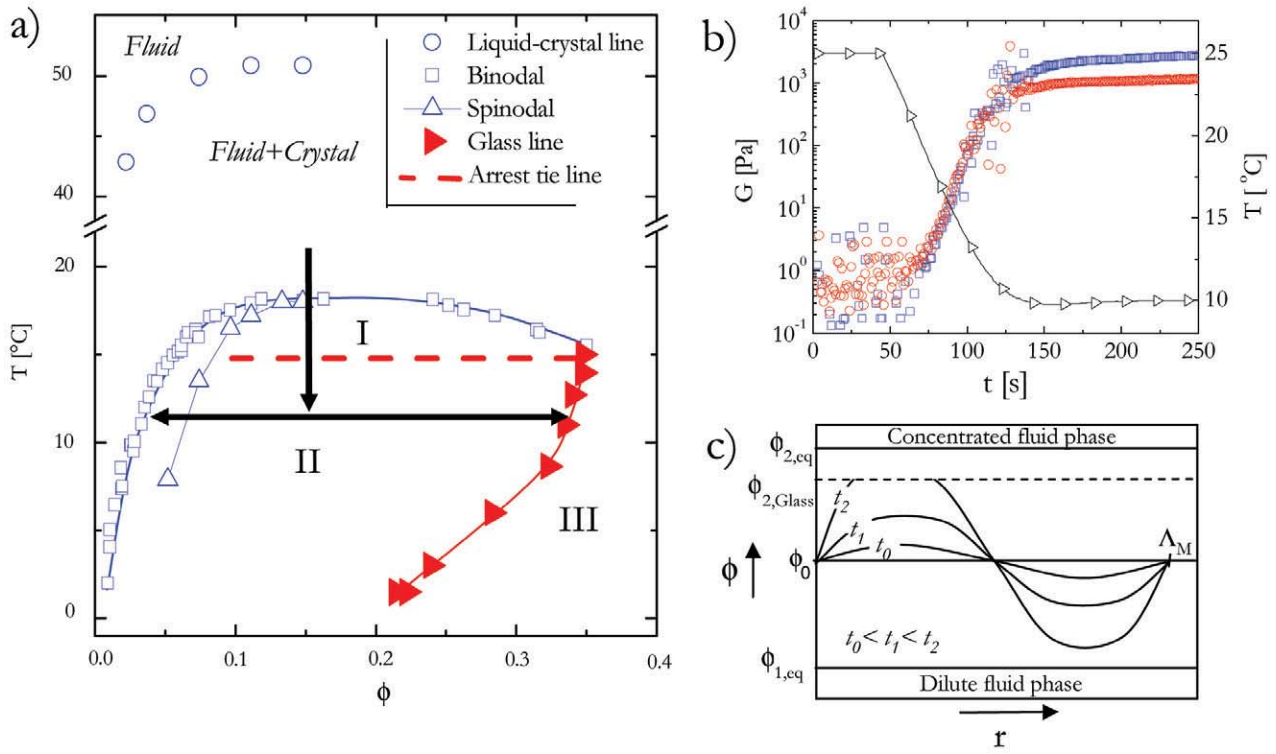 a)
Fluid
Fluid+Crystal
Liquid-crystal line
Binodal
Spinodal
Glass line
Arrest tie line
I
II
III
50
40
20
10
0
T [°C]
0.0 0.1 0.2 0.3 0.4
ϕ
b)
10⁴
10³
10²
10¹
10⁰
10⁻¹
G [Pa]
25
20
15
10
T [°C]
0 50 100 150 200 250
t [s]
c)
Concentrated fluid phase
ϕ2,eq
ϕ2,Glass
ϕ0
ϕ1,eq
ϕ
t₂
t₁
t₀
ΛM
t₀< t₁< t₂
Dilute fluid phase
r